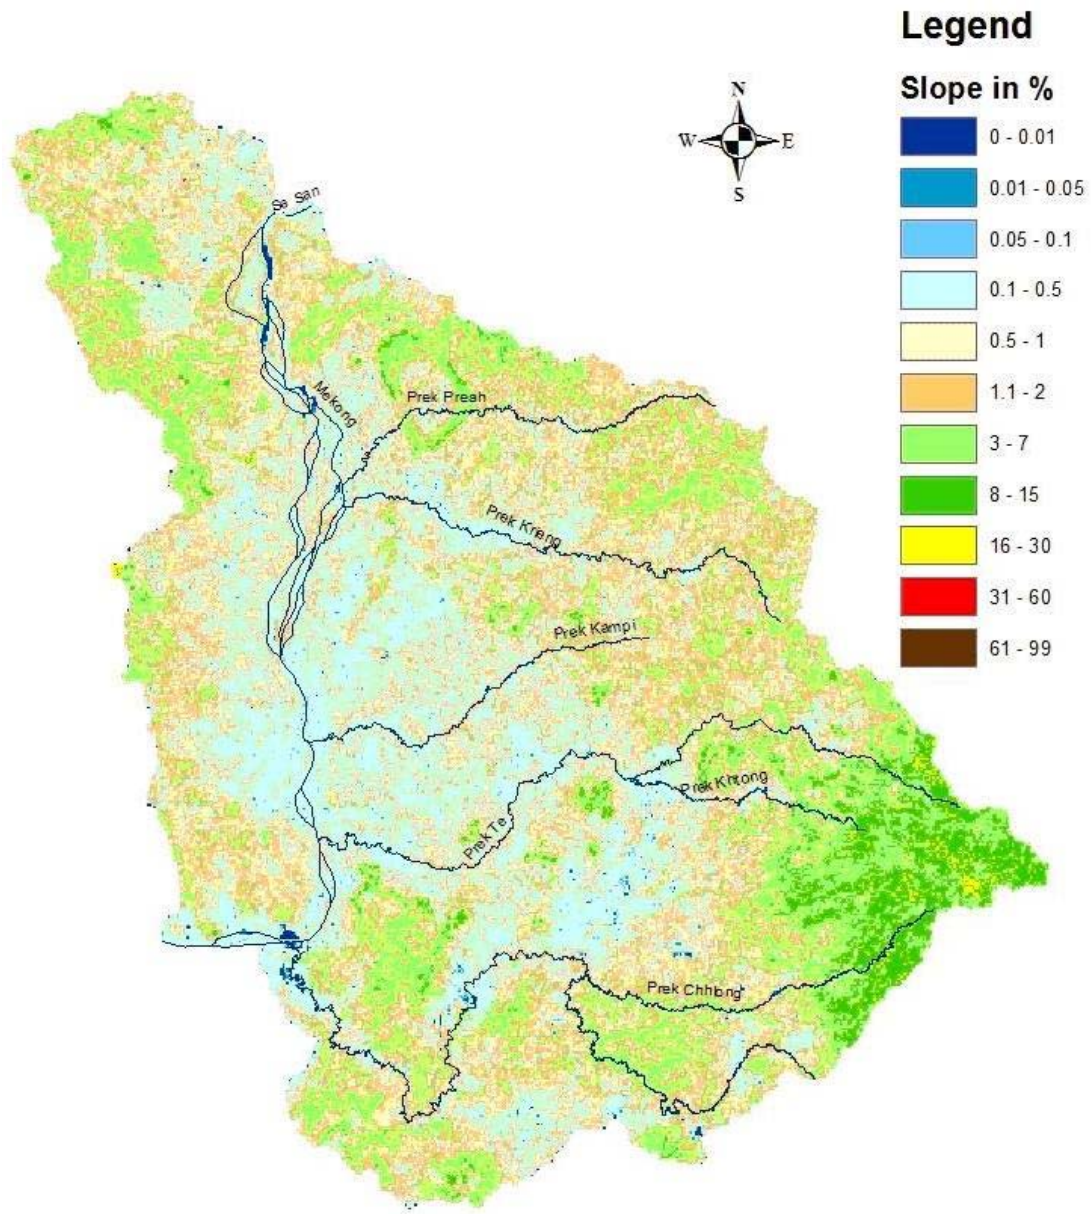 Legend
Slope in %
0 - 0.01
0.01 - 0.05
0.05 - 0.1
0.1 - 0.5
0.5 - 1
1.1 - 2
3 - 7
8 - 15
16 - 30
31 - 60
61 - 99
N
W E
S
Se San
Mekong
Prek Preah
Prek Krieng
Prek Kampi
Prek Khtong
Prek Te
Prek Chhlong